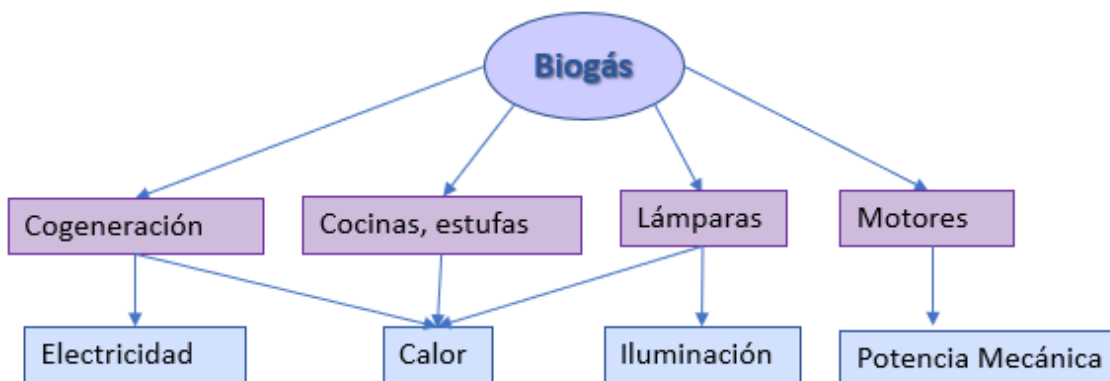 Biogás
Cogeneración
Cocinas, estufas
Lámparas
Motores
Electricidad
Calor
Iluminación
Potencia Mecánica